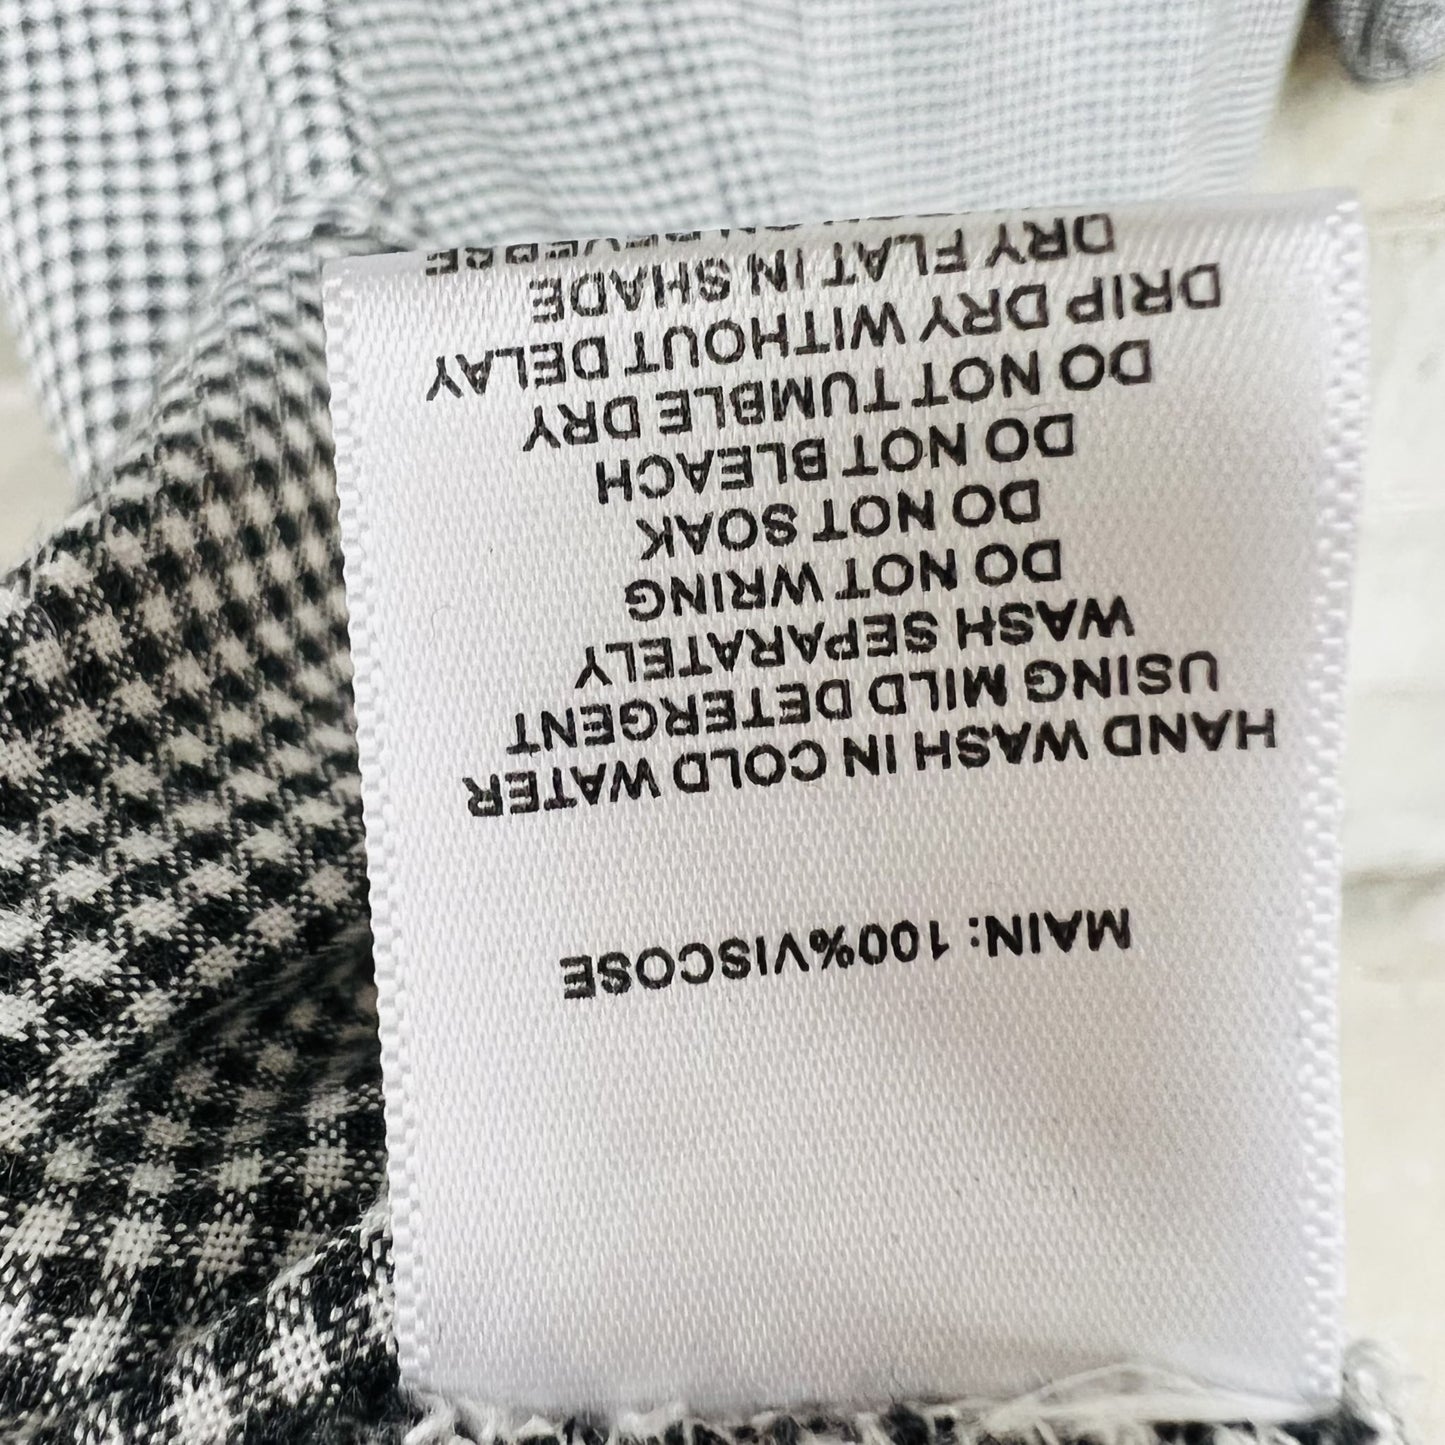 MAIN: 100%VISCOSE
HAND WASH IN COLD WATER
USING MILD DETERGENT
WASH SEPARATELY
DO NOT WRING
DO NOT SOAK
DO NOT BLEACH
DO NOT TUMBLE DRY
DRIP DRY WITHOUT DELAY
DRY FLAT IN SHADE